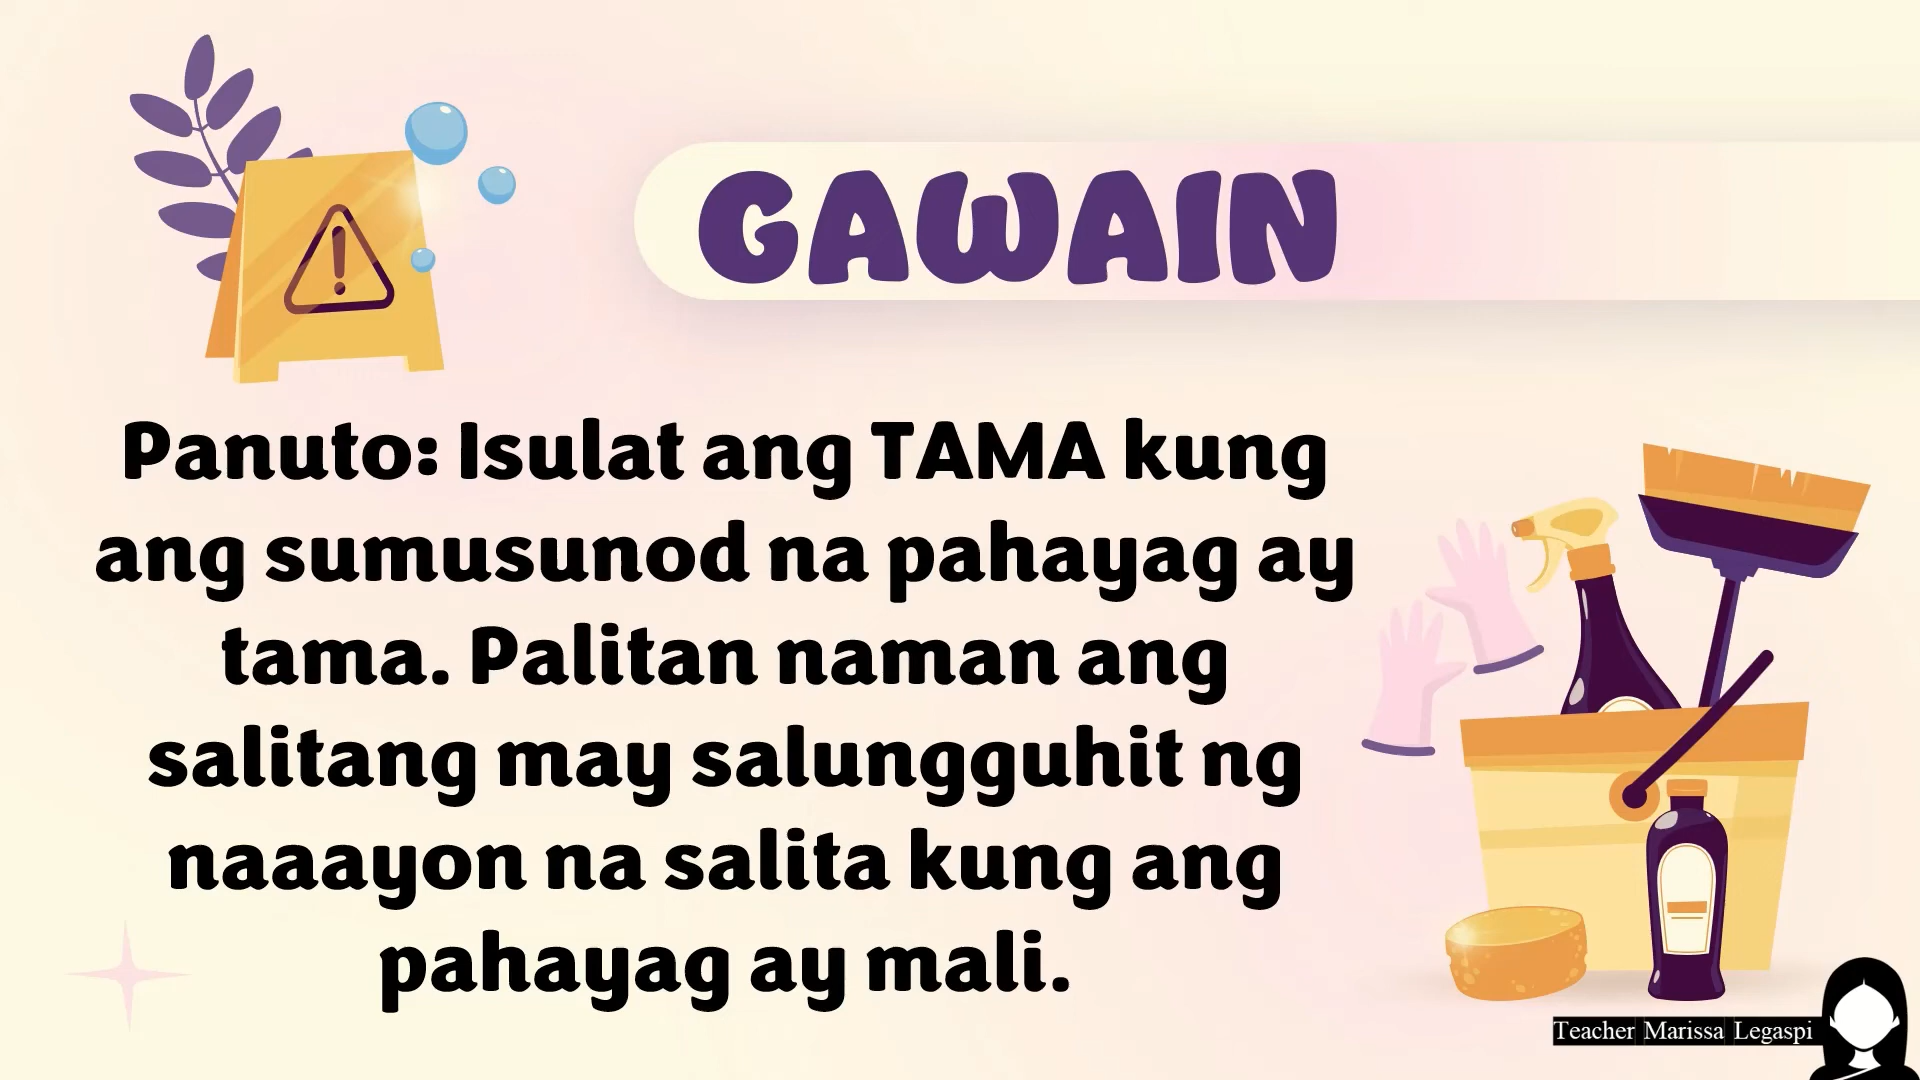 GAWAIN
Panuto: Isulat ang TAMA kung
ang sumusunod na pahayag ay
tama. Palitan naman ang
salitang may salungguhit ng
naaayon na salita kung ang
pahayag ay mali.
Teacher Marissa Legaspi